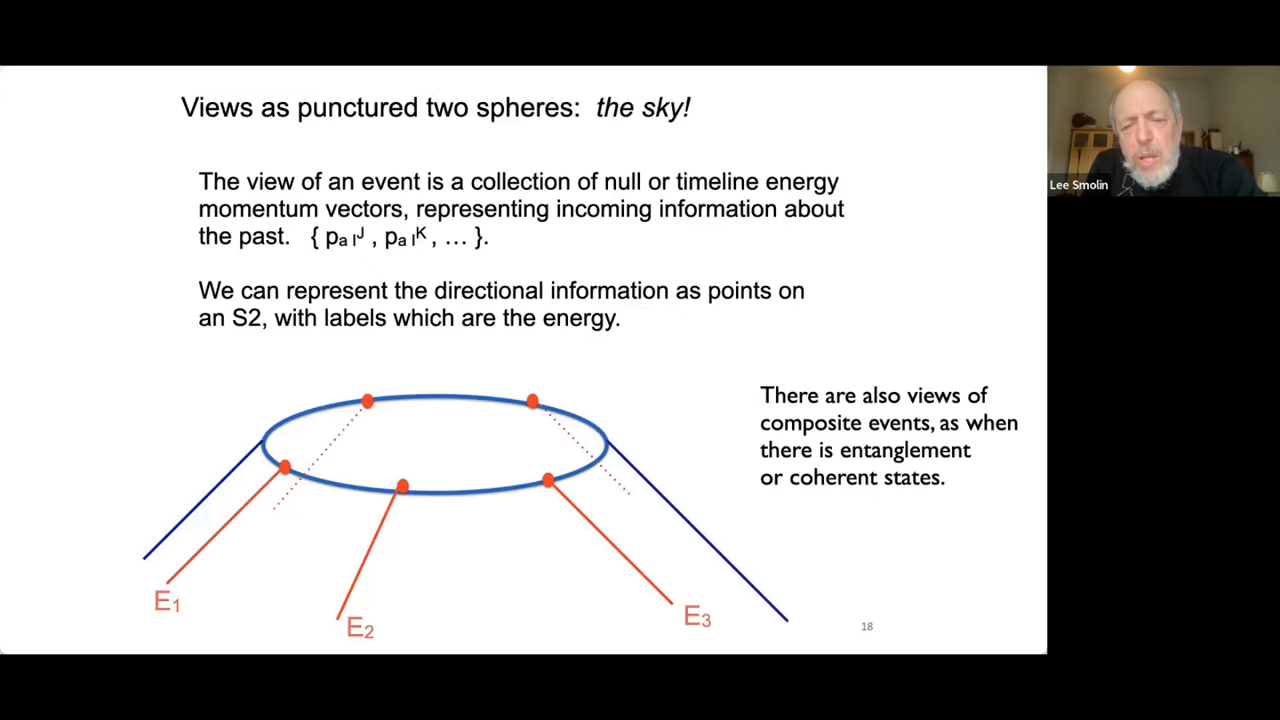 Views as punctured two spheres: the sky!
The view of an event is a collection of null or timeline energy
momentum vectors, representing incoming information about
the past. { pₐ ɪᴶ , pₐ ɪᴷ , … }.
We can represent the directional information as points on
an S2, with labels which are the energy.
There are also views of
composite events, as when
there is entanglement
or coherent states.
E₁
E₂
E₃
18
Lee Smolin